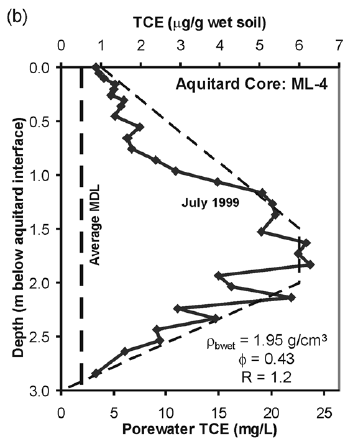 (b)
TCE (μg/g wet soil)
0 1 2 3 4 5 6 7
Aquitard Core: ML-4
0.0
0.5
1.0
1.5
2.0
2.5
3.0
Depth (m below aquitard interface)
Average MDL
July 1999
ρbwet = 1.95 g/cm³
ϕ = 0.43
R = 1.2
0 5 10 15 20 25
Porewater TCE (mg/L)